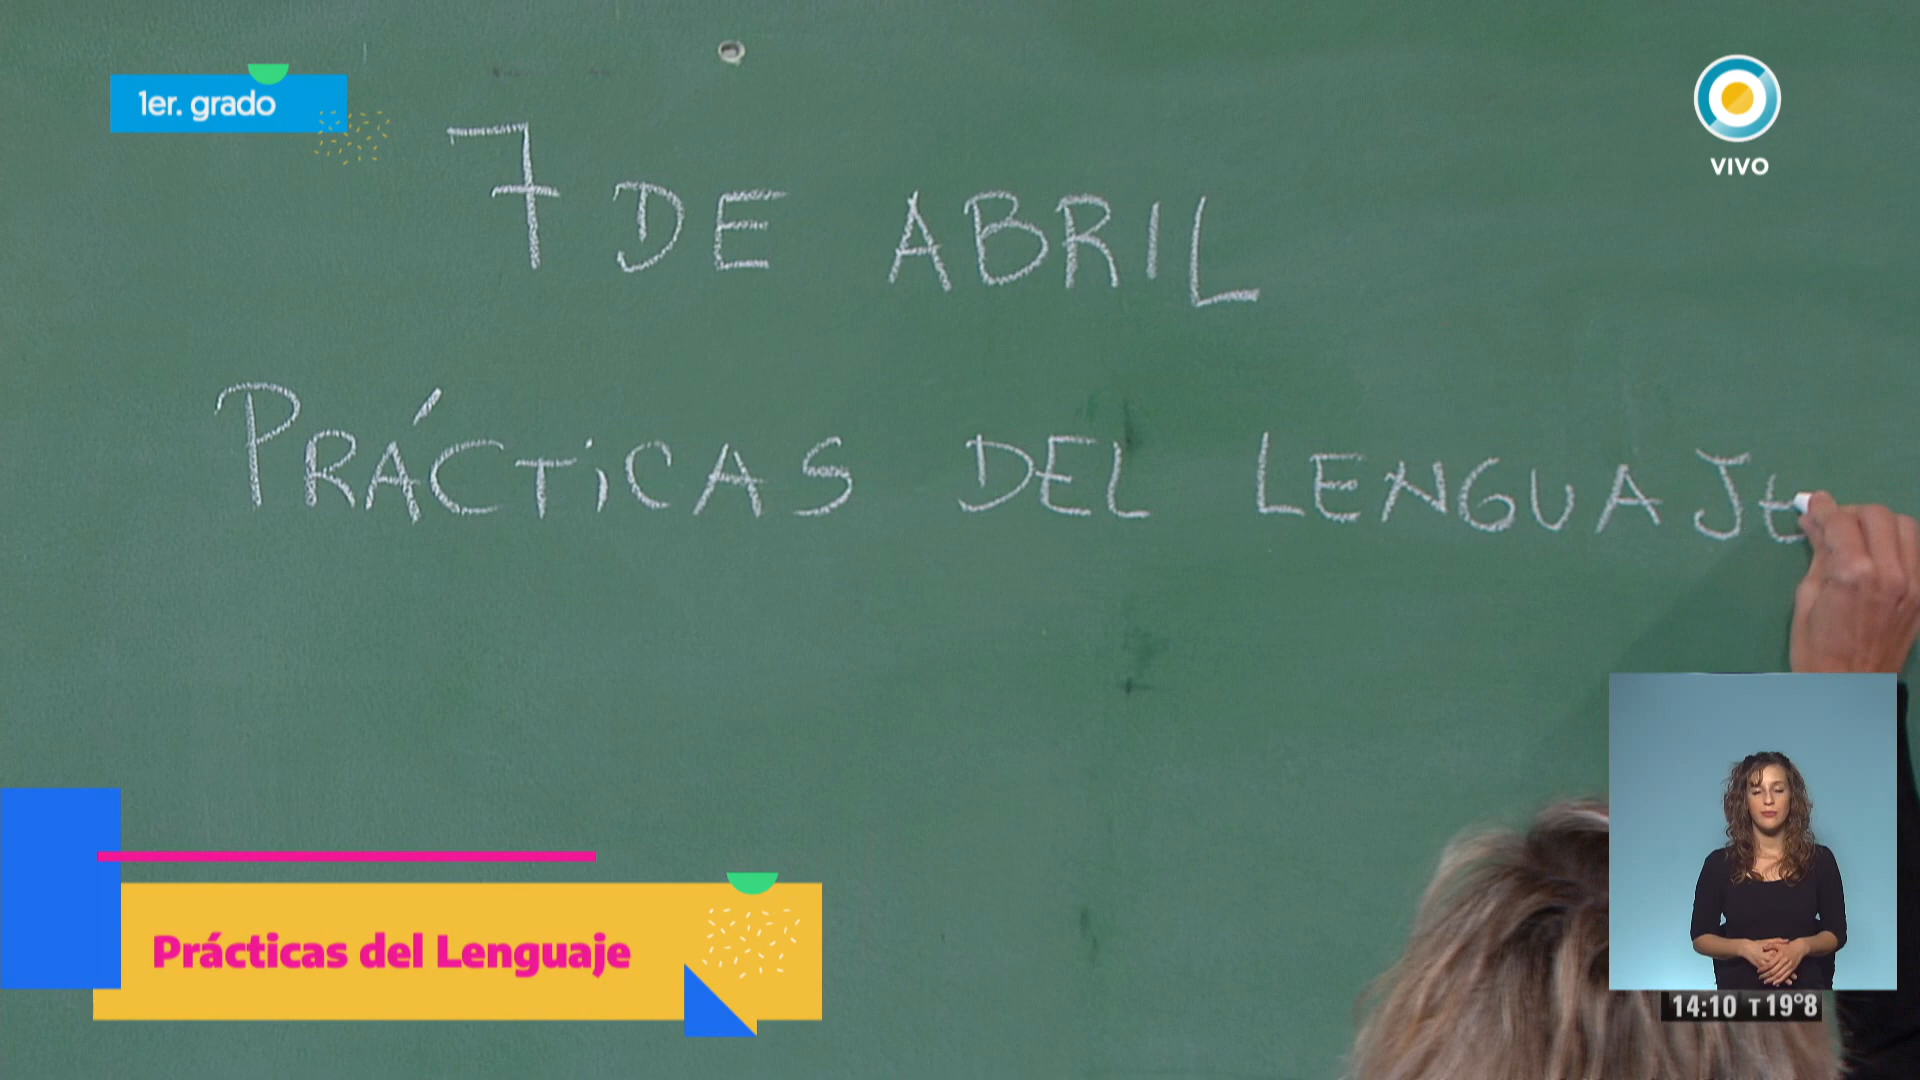 1er. grado
VIVO
7 DE ABRIL
PRÁCTiCAS DEL LENGUAJE
Prácticas del Lenguaje
14:10 T 19°8